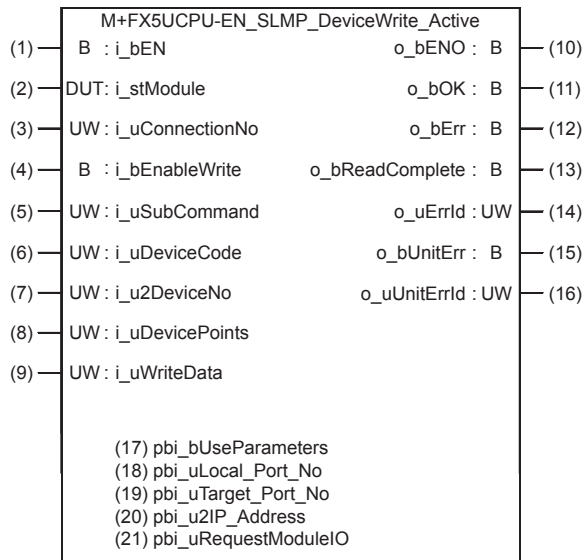 M+FX5UCPU-EN_SLMP_DeviceWrite_Active
(1) B : i_bEN o_bENO : B (10)
(2) DUT: i_stModule o_bOK : B (11)
(3) UW : i_uConnectionNo o_bErr : B (12)
(4) B : i_bEnableWrite o_bReadComplete : B (13)
(5) UW : i_uSubCommand o_uErrId : UW (14)
(6) UW : i_uDeviceCode o_bUnitErr : B (15)
(7) UW : i_u2DeviceNo o_uUnitErrId : UW (16)
(8) UW : i_uDevicePoints
(9) UW : i_uWriteData
(17) pbi_bUseParameters
(18) pbi_uLocal_Port_No
(19) pbi_uTarget_Port_No
(20) pbi_u2IP_Address
(21) pbi_uRequestModuleIO